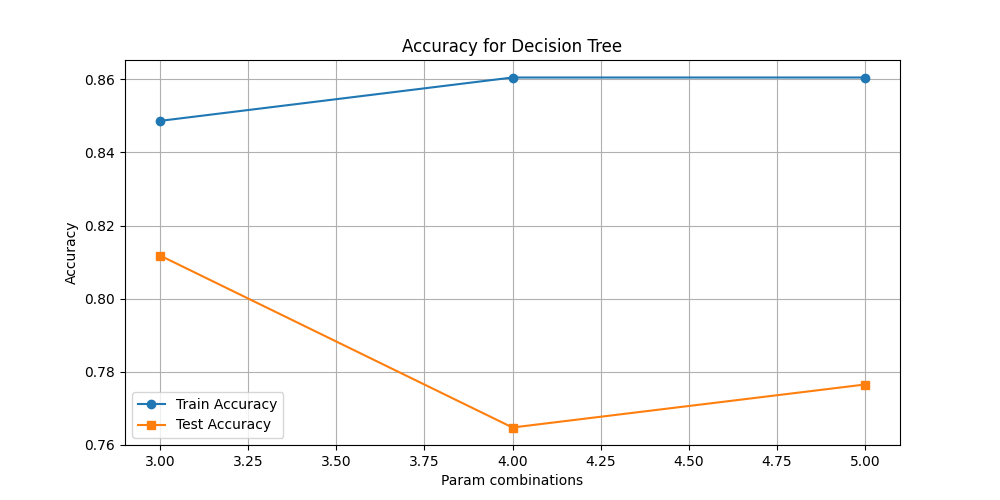 Accuracy for Decision Tree
0.86
0.84
0.82
0.80
0.78
0.76
Accuracy
Train Accuracy
Test Accuracy
3.00 3.25 3.50 3.75 4.00 4.25 4.50 4.75 5.00
Param combinations